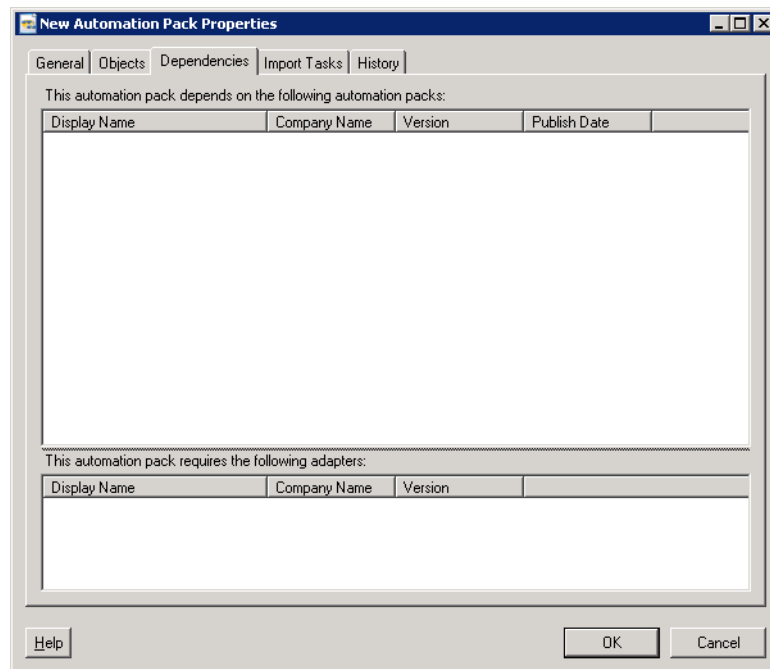 New Automation Pack Properties
General Objects Dependencies Import Tasks History
This automation pack depends on the following automation packs:
Display Name Company Name Version Publish Date
This automation pack requires the following adapters:
Display Name Company Name Version
Help OK Cancel